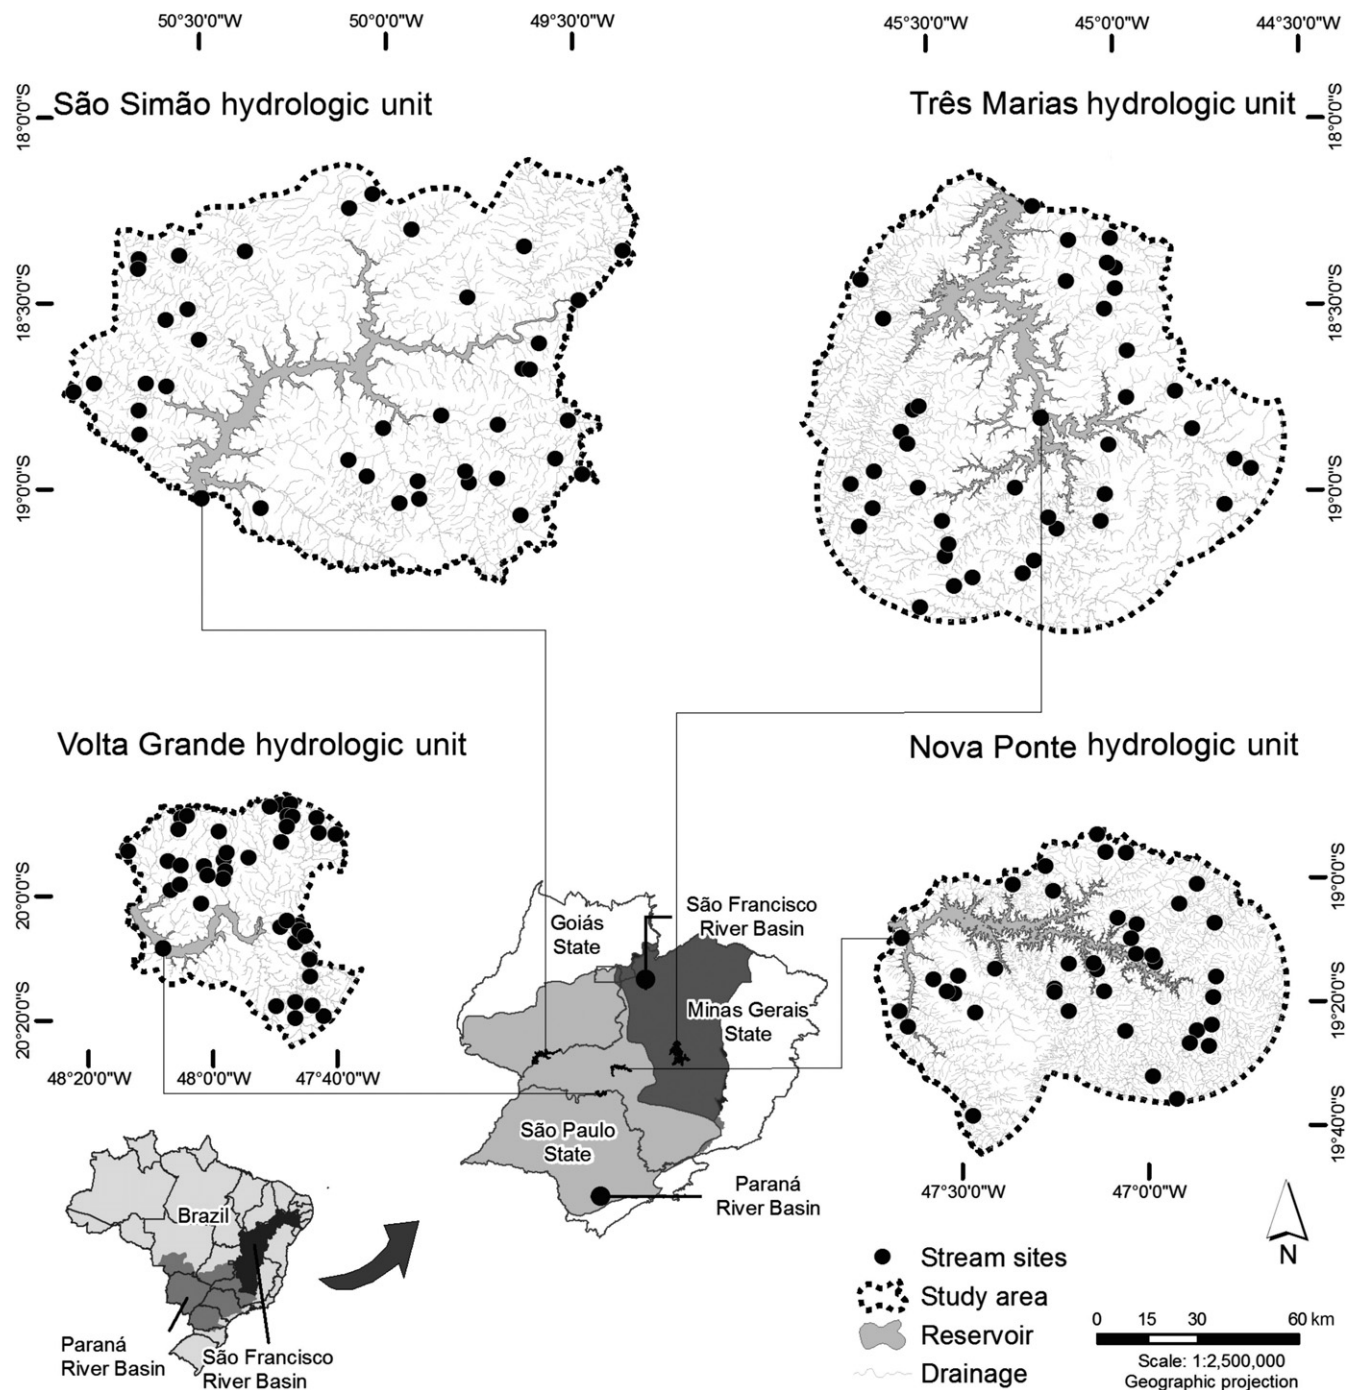 50°30'0"W
50°0'0"W
49°30'0"W
45°30'0"W
45°0'0"W
44°30'0"W
São Simão hydrologic unit
Três Marias hydrologic unit
18°0'0"S
18°30'0"S
19°0'0"S
18°0'0"S
18°30'0"S
19°0'0"S
Volta Grande hydrologic unit
Nova Ponte hydrologic unit
20°0'0"S
20°20'0"S
48°20'0"W
48°0'0"W
47°40'0"W
Goiás
State
São Francisco
River Basin
Minas Gerais
State
São Paulo
State
Paraná
River Basin
19°0'0"S
19°20'0"S
19°40'0"S
47°30'0"W
47°0'0"W
Brazil
Paraná
River Basin
São Francisco
River Basin
N
Stream sites
Study area
Reservoir
Drainage
0 15 30 60 km
Scale: 1:2,500,000
Geographic projection